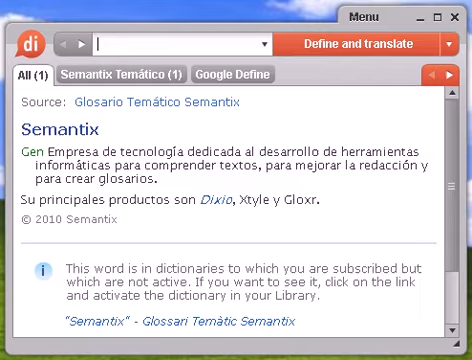 Menu
di
Define and translate
All (1)
Semantix Temático (1)
Google Define
Source: Glosario Temático Semantix
Semantix
Gen Empresa de tecnología dedicada al desarrollo de herramientas
informáticas para comprender textos, para mejorar la redacción y
para crear glosarios.
Su principales productos son Dixio, Xtyle y Gloxr.
© 2010 Semantix
i
This word is in dictionaries to which you are subscribed but
which are not active. If you want to see it, click on the link
and activate the dictionary in your Library.
"Semantix" - Glossari Temàtic Semantix